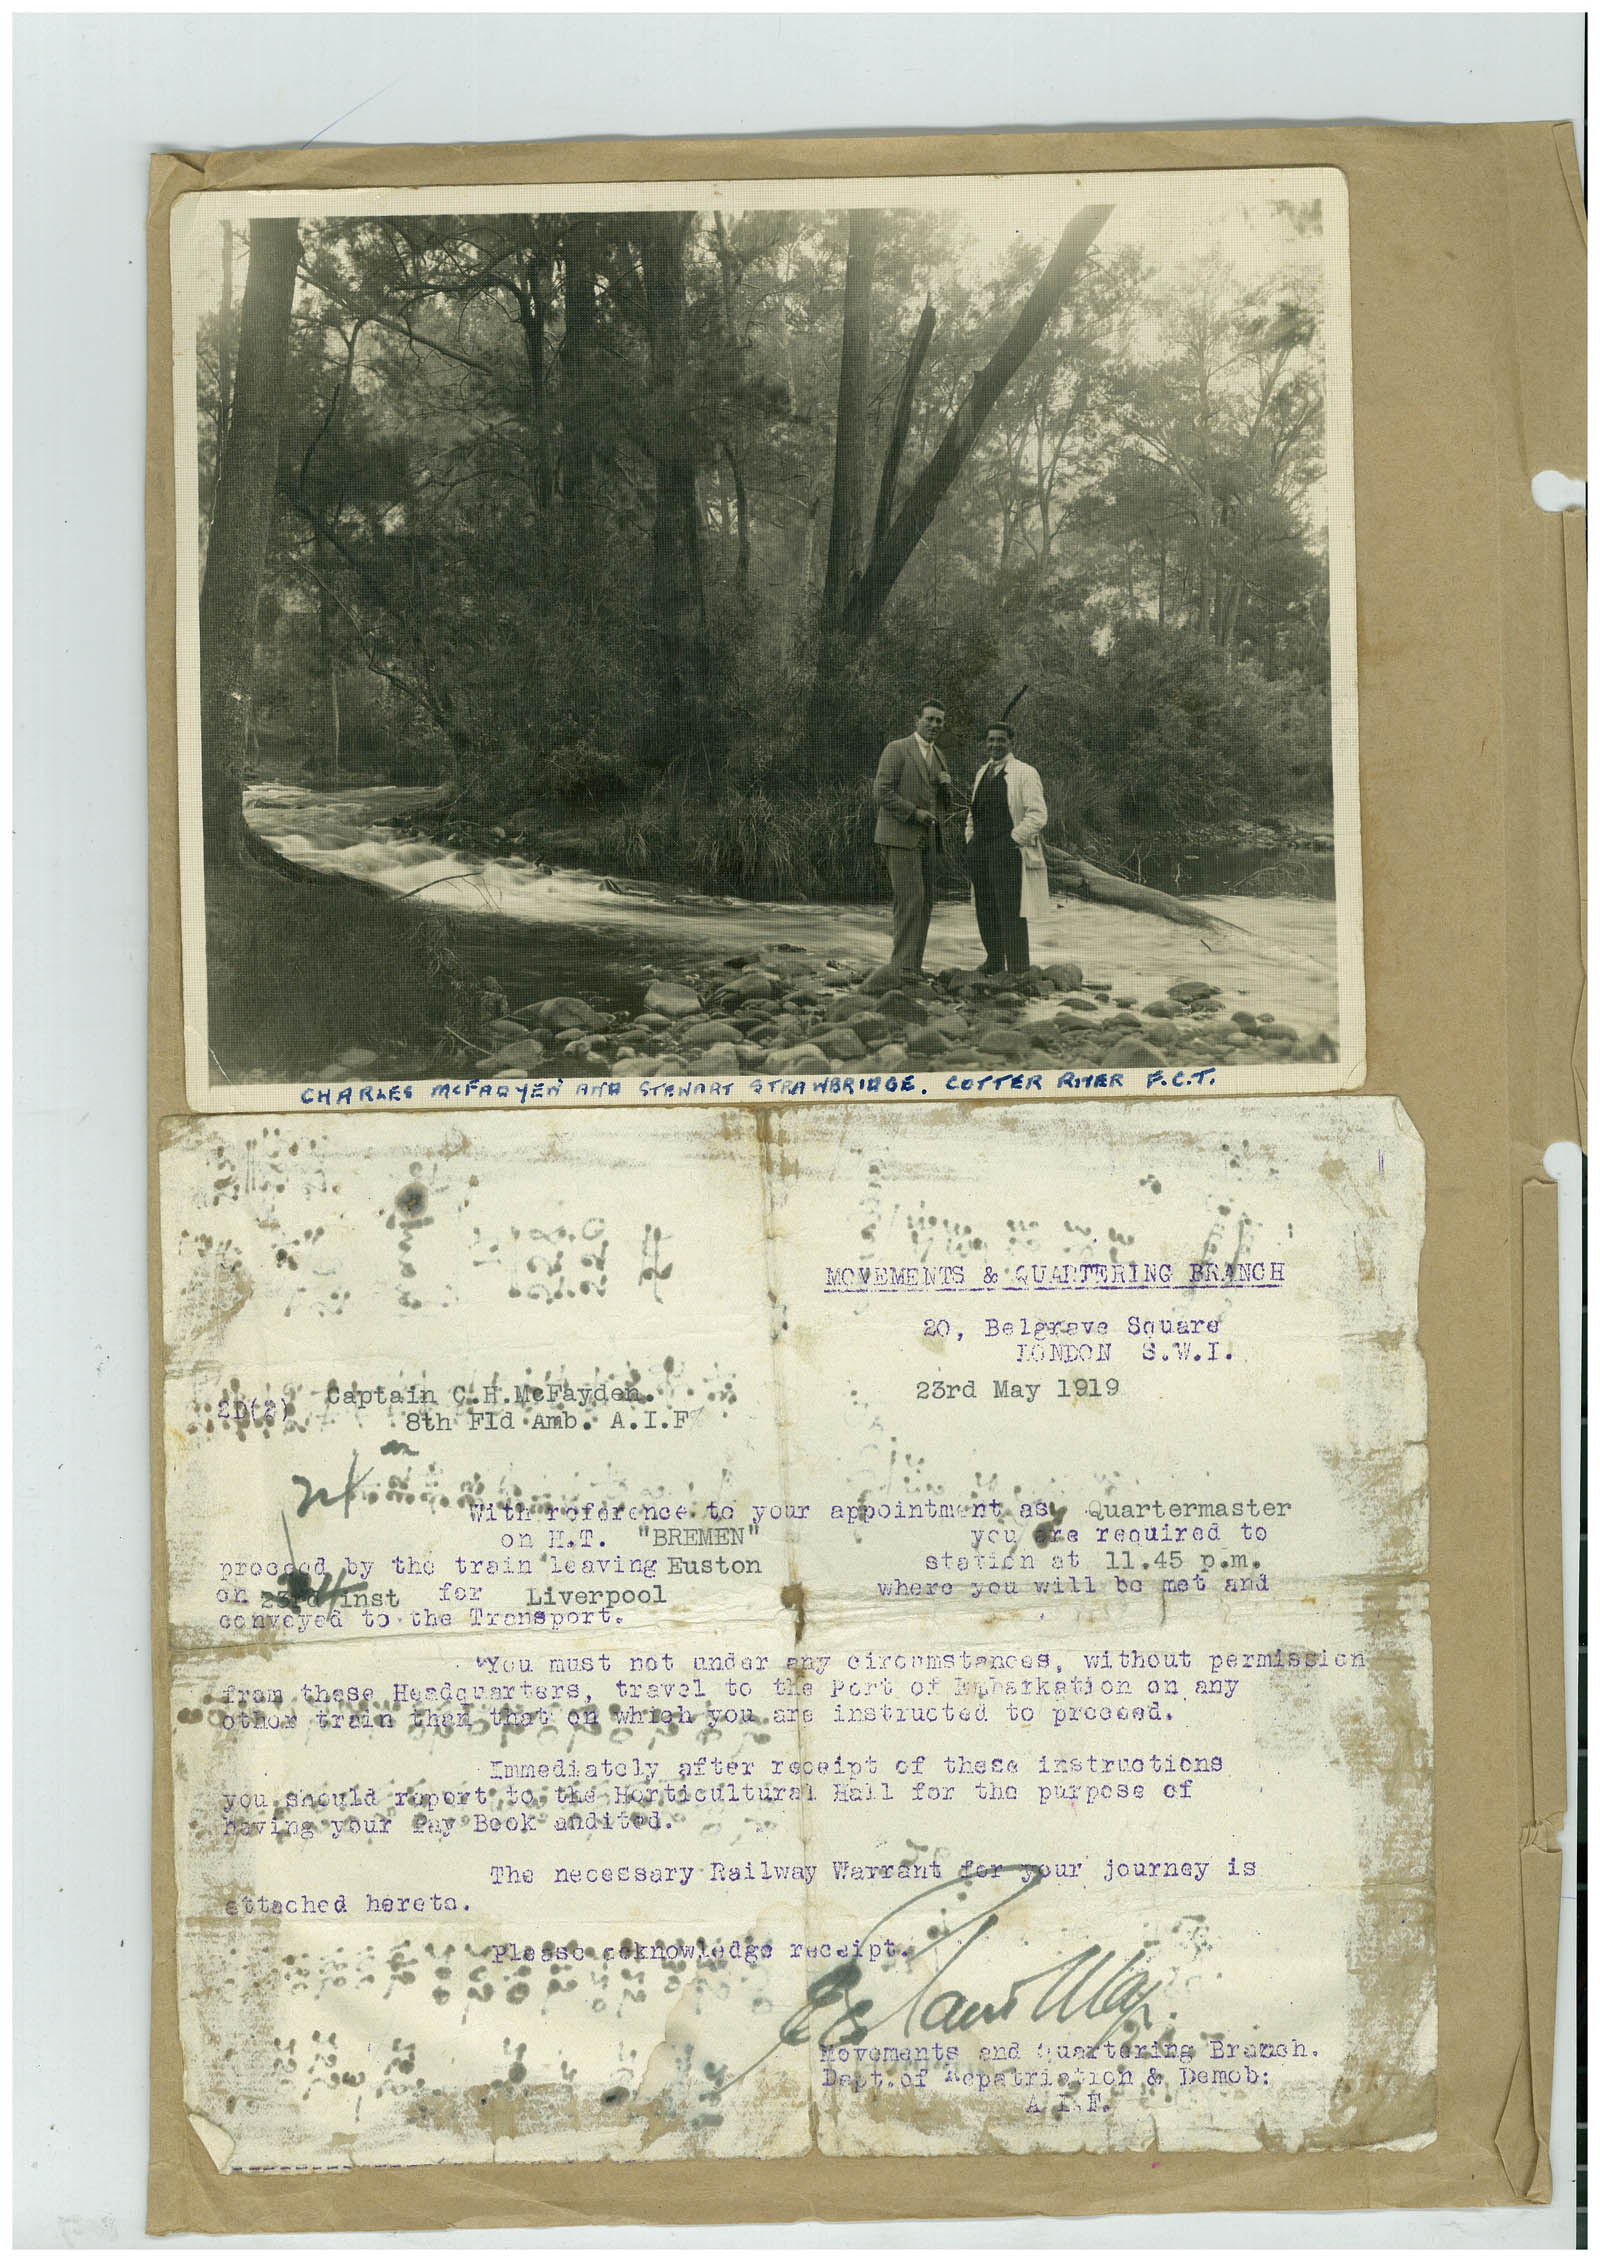 CHARLES MCFADYEN AND STEWART STRAWBRIDGE. COTTER RIVER F.C.T.
MOVEMENTS & QUARTERING BRANCH
20, Belgrave Square
LONDON S.W.I.
23rd May 1919
2D(2) Captain C.H.McFayden.
8th Fld Amb. A.I.F
With reference to your appointment as Quartermaster
on H.T. "BREMEN" you are required to
proceed by the train leaving Euston station at 11.45 p.m.
on 23rd inst for Liverpool where you will be met and
conveyed to the Transport.
You must not under any circumstances, without permission
from these Headquarters, travel to the Port of Embarkation on any
other train than that on which you are instructed to proceed.
Immediately after receipt of these instructions
you should report to the Horticultural Hall for the purpose of
having your Pay Book audited.
The necessary Railway Warrant for your journey is
attached hereto.
Please acknowledge receipt.
Movements and Quartering Branch.
Dept.of Repatriation & Demob:
A.I.F.